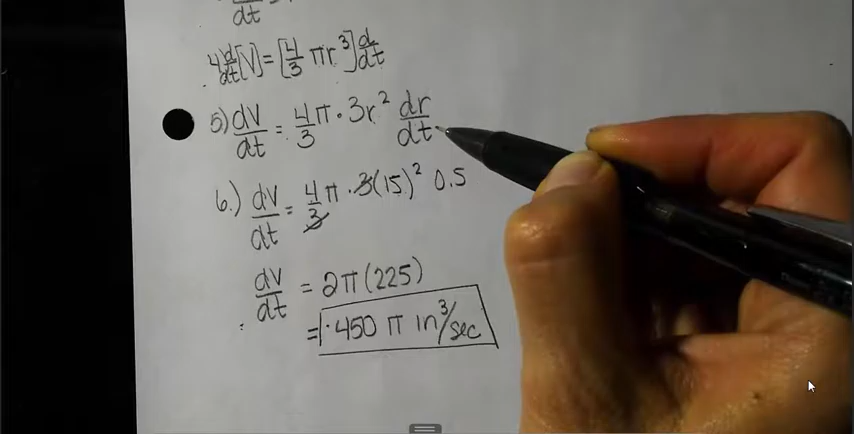 dt
4) d/dt [V] = [4/3 πr³] d/dt
5) dV/dt = 4/3 π · 3r² dr/dt
6.) dV/dt = 4/3 π · 3(15)² 0.5
dV/dt = 2π(225)
= 450 π in³/sec